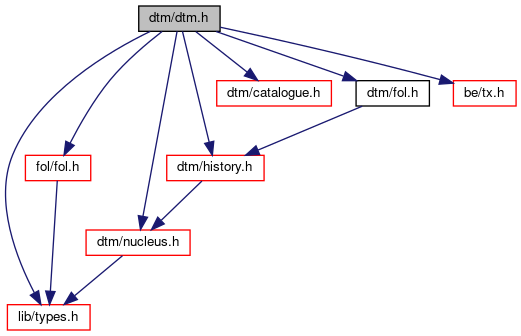 dtm/dtm.h
dtm/catalogue.h
dtm/fol.h
be/tx.h
fol/fol.h
dtm/history.h
dtm/nucleus.h
lib/types.h